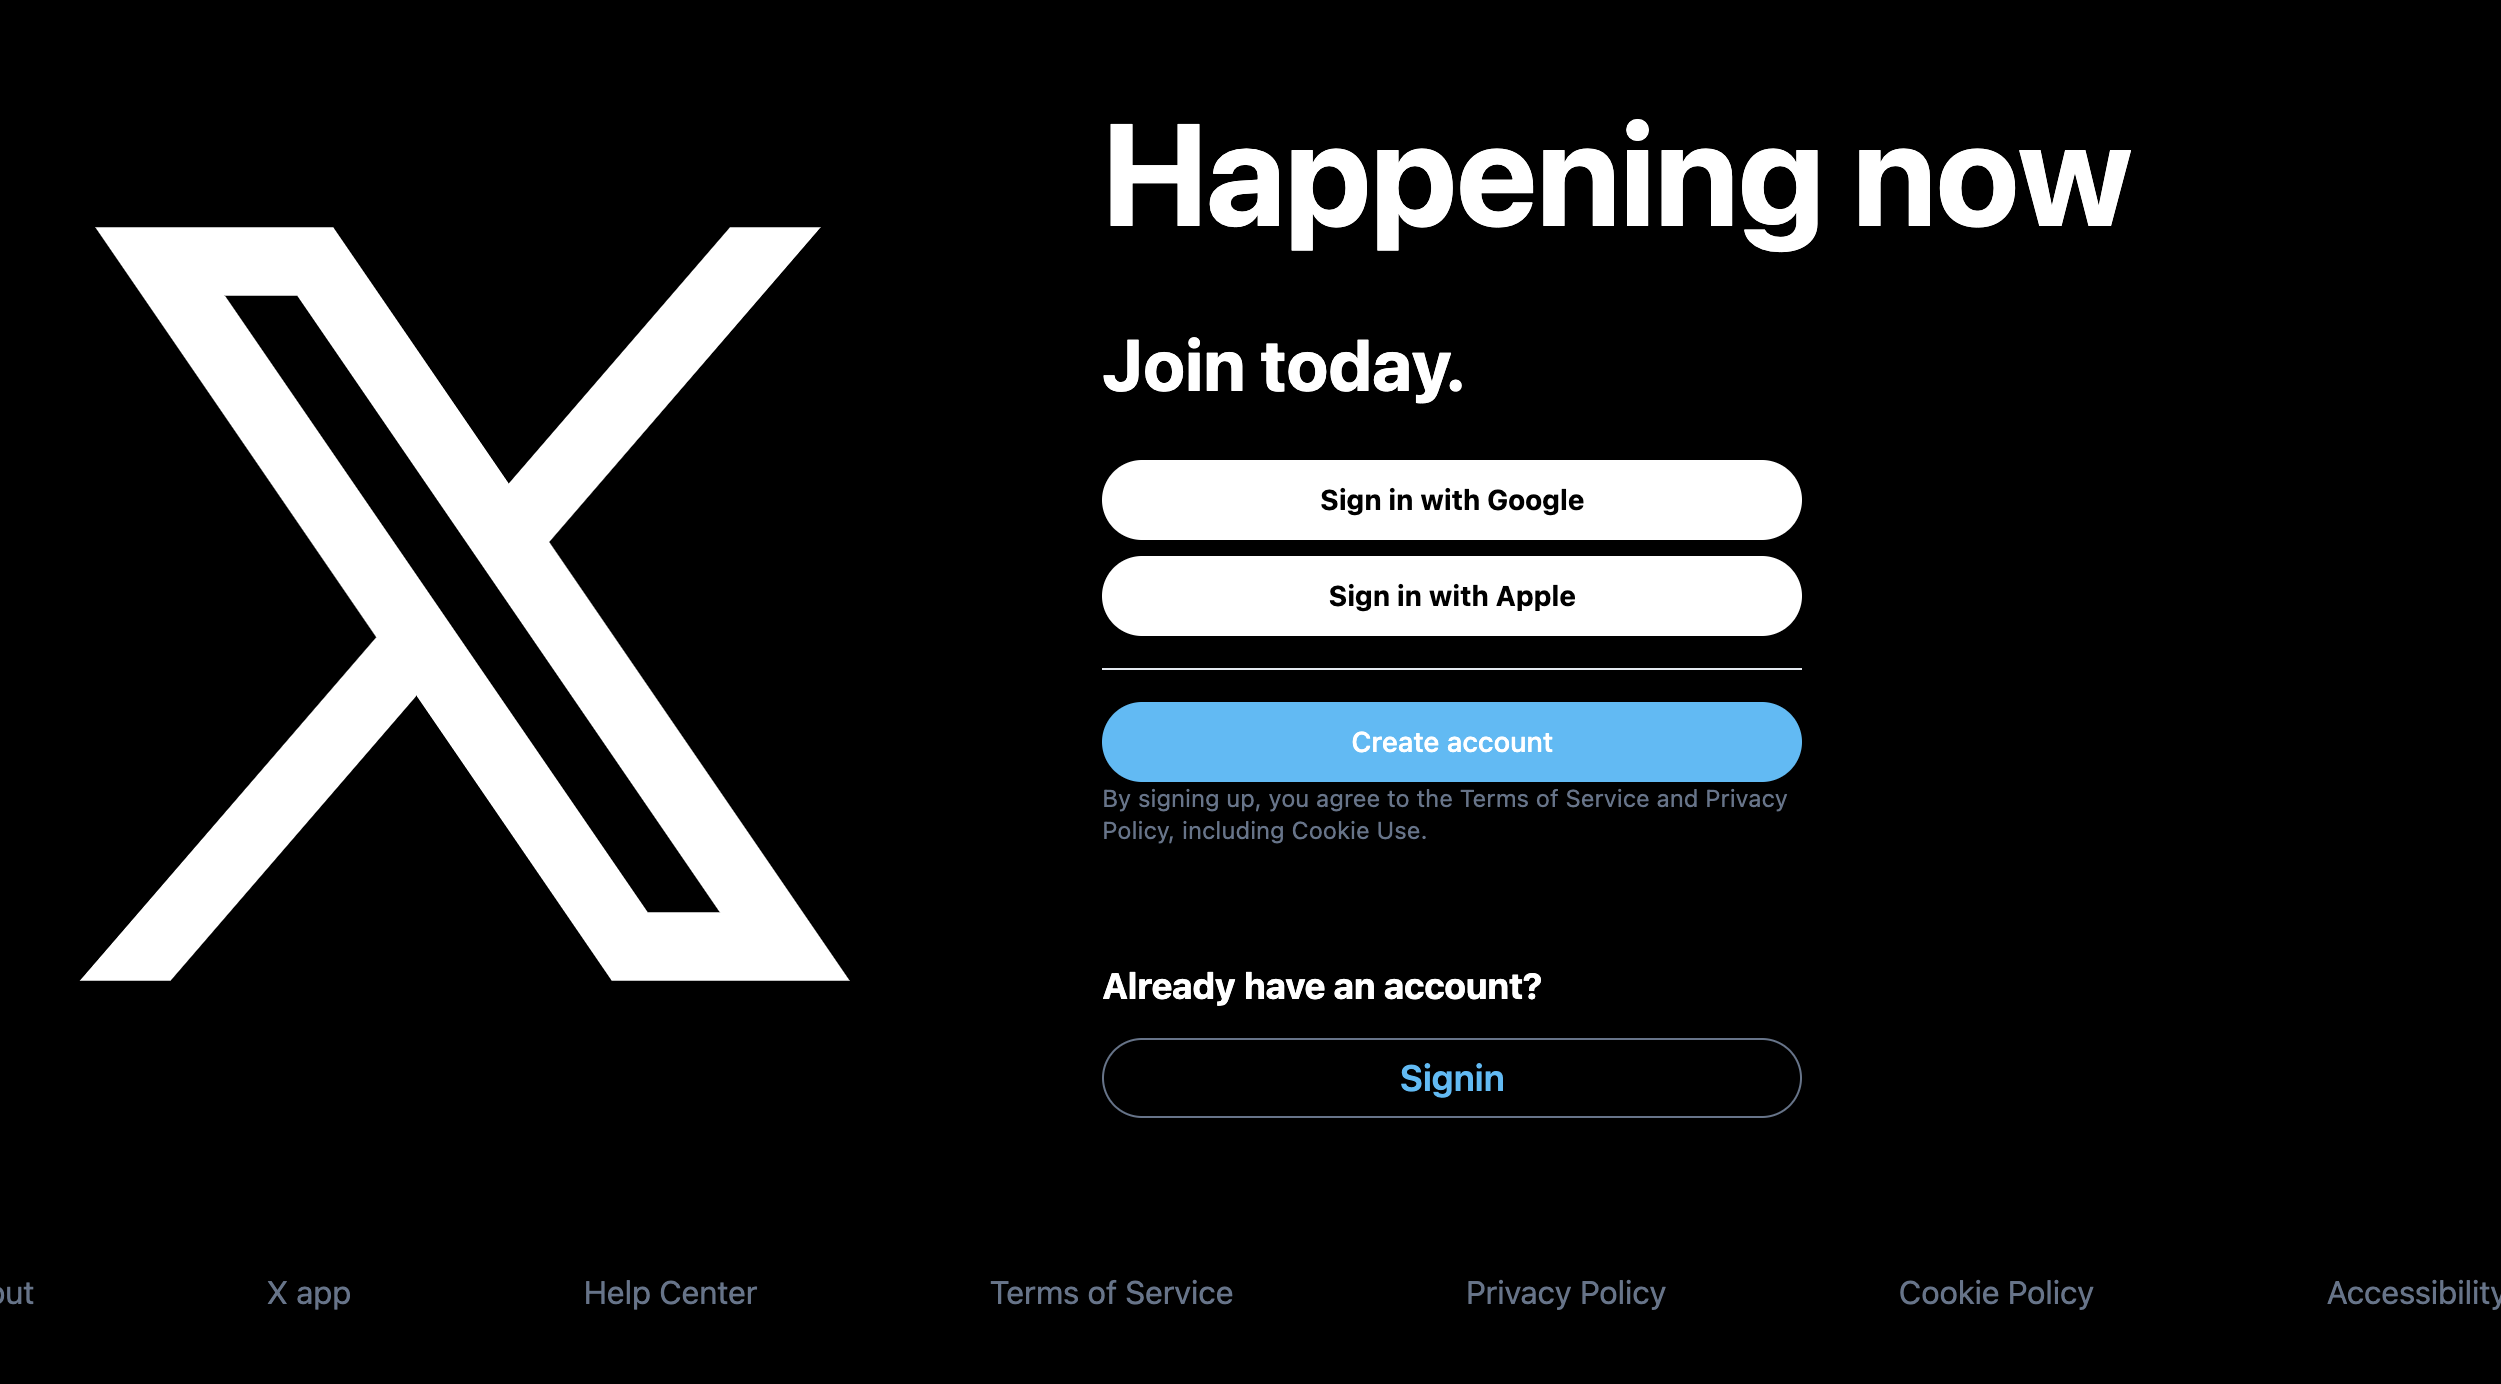 Happening now
Join today.
Sign in with Google
Sign in with Apple
Create account
By signing up, you agree to the Terms of Service and Privacy
Policy, including Cookie Use.
Already have an account?
Signin
out X app Help Center Terms of Service Privacy Policy Cookie Policy Accessibility